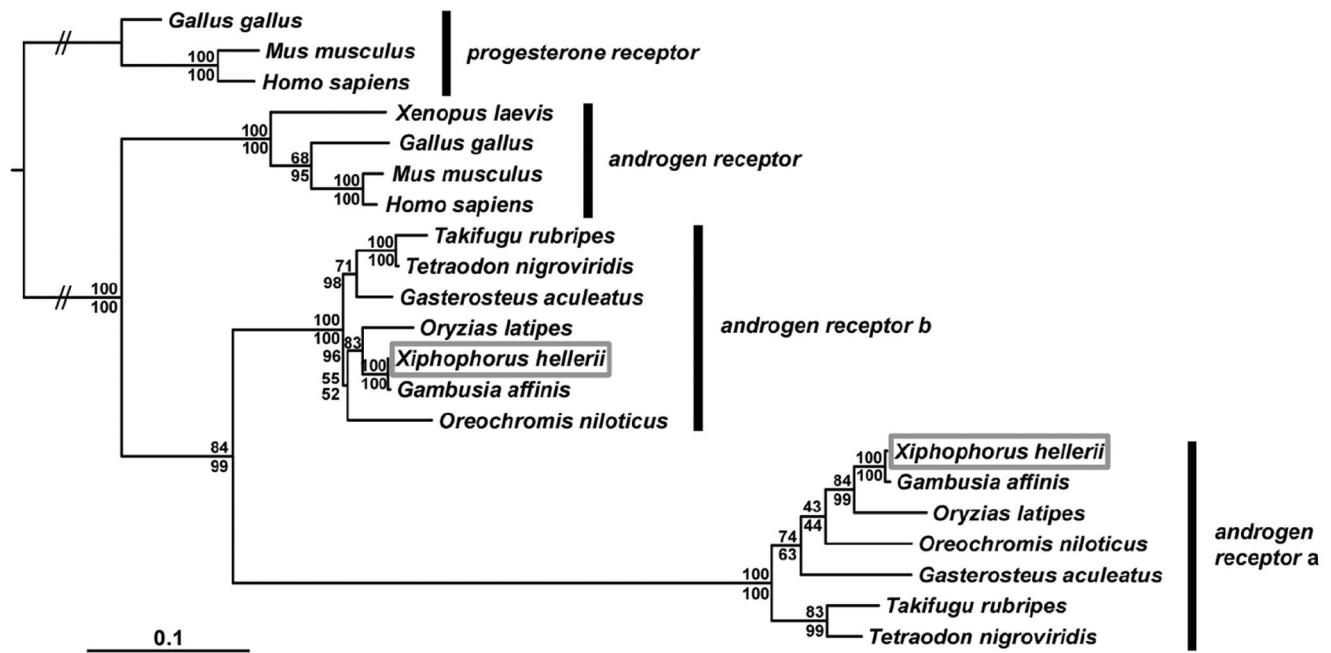 Gallus gallus
Mus musculus
100
100
Homo sapiens
progesterone receptor
Xenopus laevis
100
100
Gallus gallus
68
95
Mus musculus
100
100
Homo sapiens
androgen receptor
Takifugu rubripes
100
100
Tetraodon nigroviridis
71
98
Gasterosteus aculeatus
100
100
100
100
Oryzias latipes
83
96
Xiphophorus hellerii
100
100
Gambusia affinis
55
52
Oreochromis niloticus
androgen receptor b
84
99
Xiphophorus hellerii
100
100
Gambusia affinis
84
99
Oryzias latipes
43
44
Oreochromis niloticus
74
63
Gasterosteus aculeatus
100
100
Takifugu rubripes
83
99
Tetraodon nigroviridis
androgen
receptor a
0.1